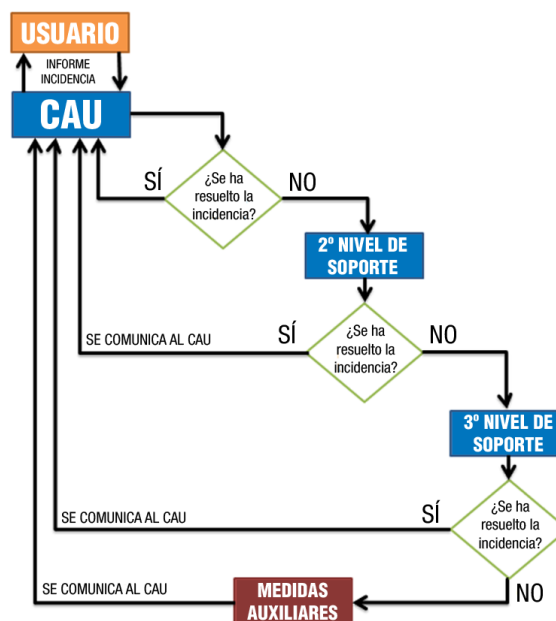 USUARIO
INFORME
INCIDENCIA
CAU
¿Se ha
resuelto la
incidencia?
SÍ
NO
2º NIVEL DE
SOPORTE
¿Se ha
resuelto la
incidencia?
SE COMUNICA AL CAU
SÍ
NO
3º NIVEL DE
SOPORTE
¿Se ha
resuelto la
incidencia?
SE COMUNICA AL CAU
SÍ
NO
SE COMUNICA AL CAU
MEDIDAS
AUXILIARES